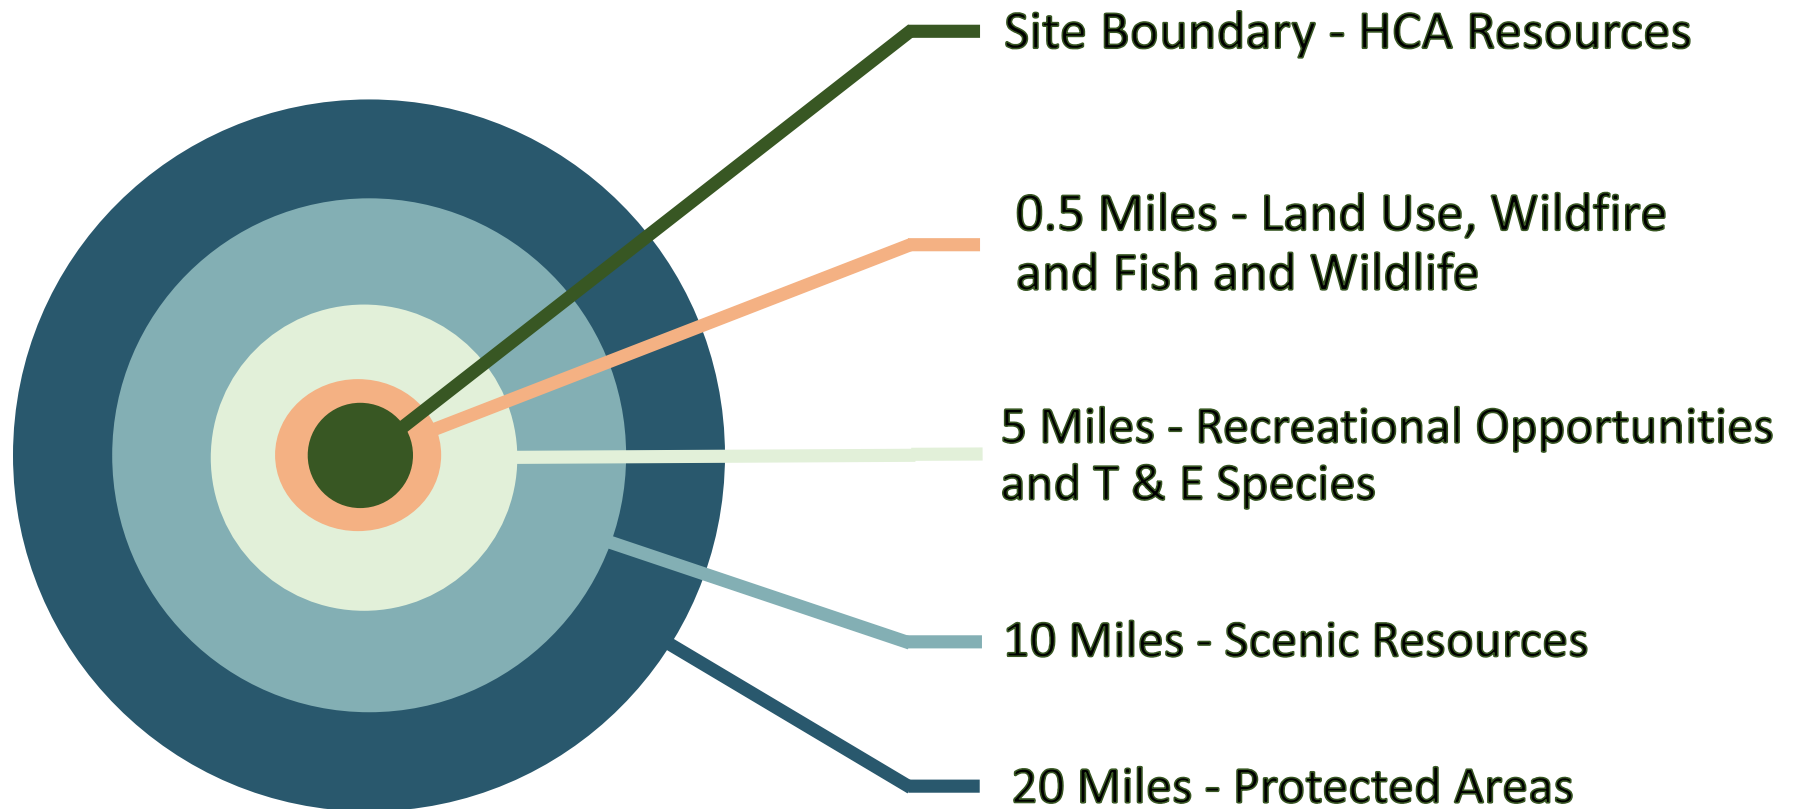 Site Boundary - HCA Resources
0.5 Miles - Land Use, Wildfire
and Fish and Wildlife
5 Miles - Recreational Opportunities
and T & E Species
10 Miles - Scenic Resources
20 Miles - Protected Areas